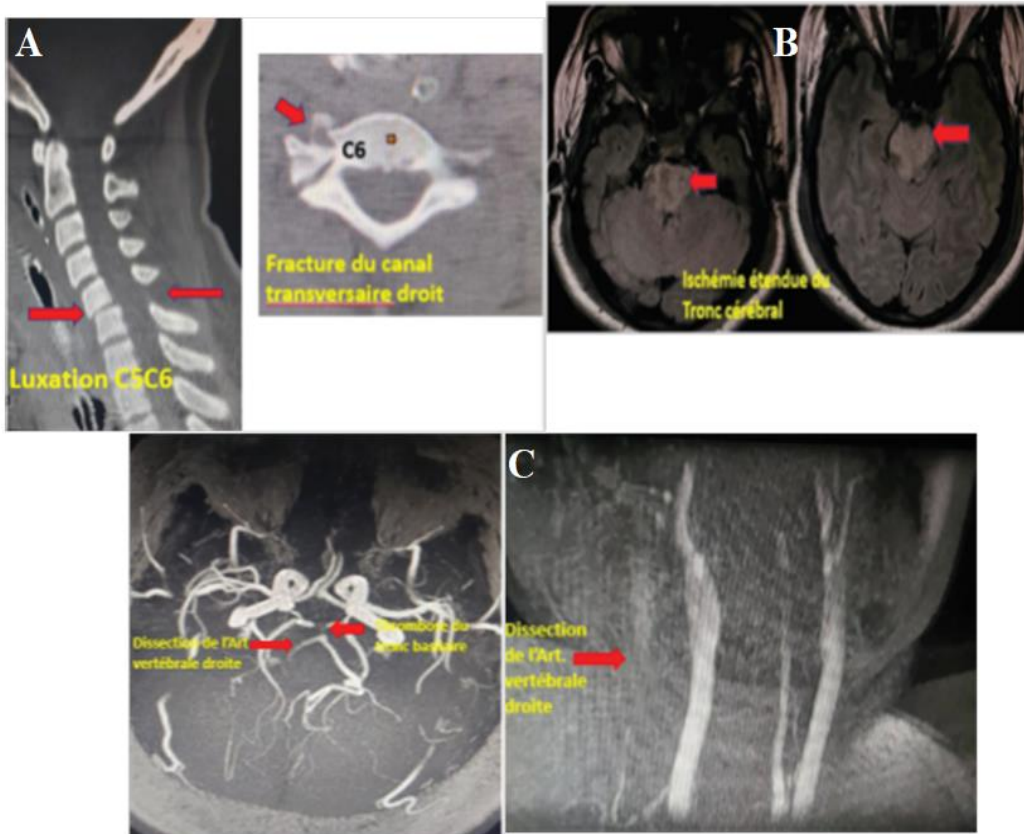 A
C6
Fracture du canal
transversaire droit
Luxation C5C6
B
Ischémie étendue du
Tronc cérébral
Dissection de l'Art
vertébrale droite
Thrombose du
tronc basilaire
C
Dissection
de l'Art.
vertébrale
droite